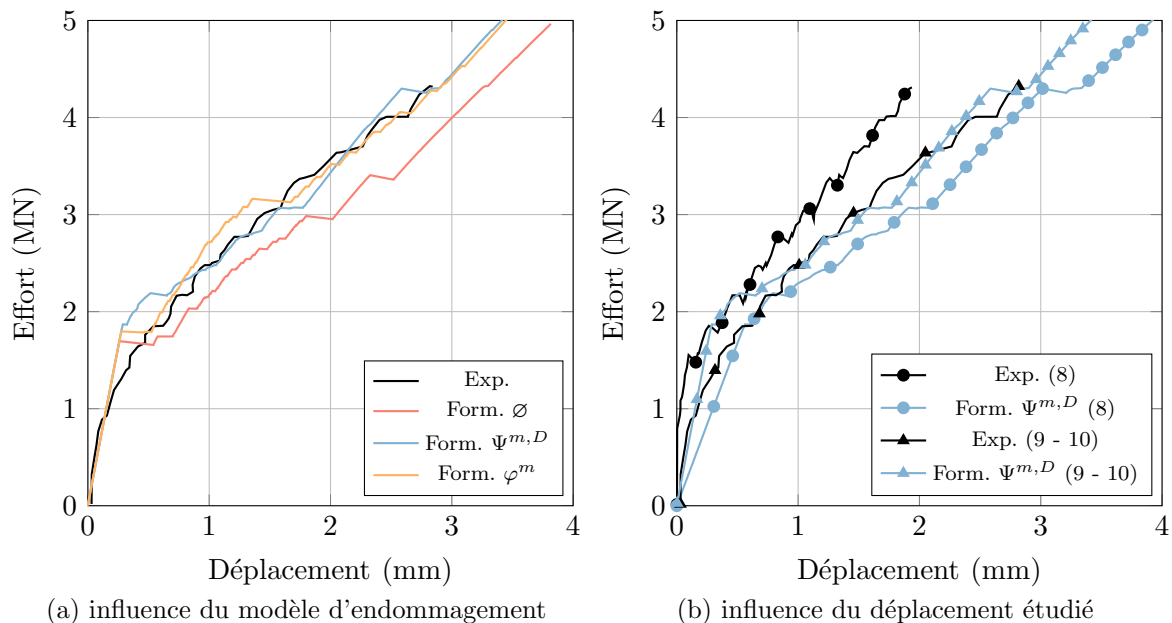 5
4
3
2
1
0
0 1 2 3 4
Effort (MN)
Déplacement (mm)
Exp.
Form. ∅
Form. Ψ^{m,D}
Form. φ^m
(a) influence du modèle d'endommagement
5
4
3
2
1
0
0 1 2 3 4
Effort (MN)
Déplacement (mm)
Exp. (8)
Form. Ψ^{m,D} (8)
Exp. (9 - 10)
Form. Ψ^{m,D} (9 - 10)
(b) influence du déplacement étudié